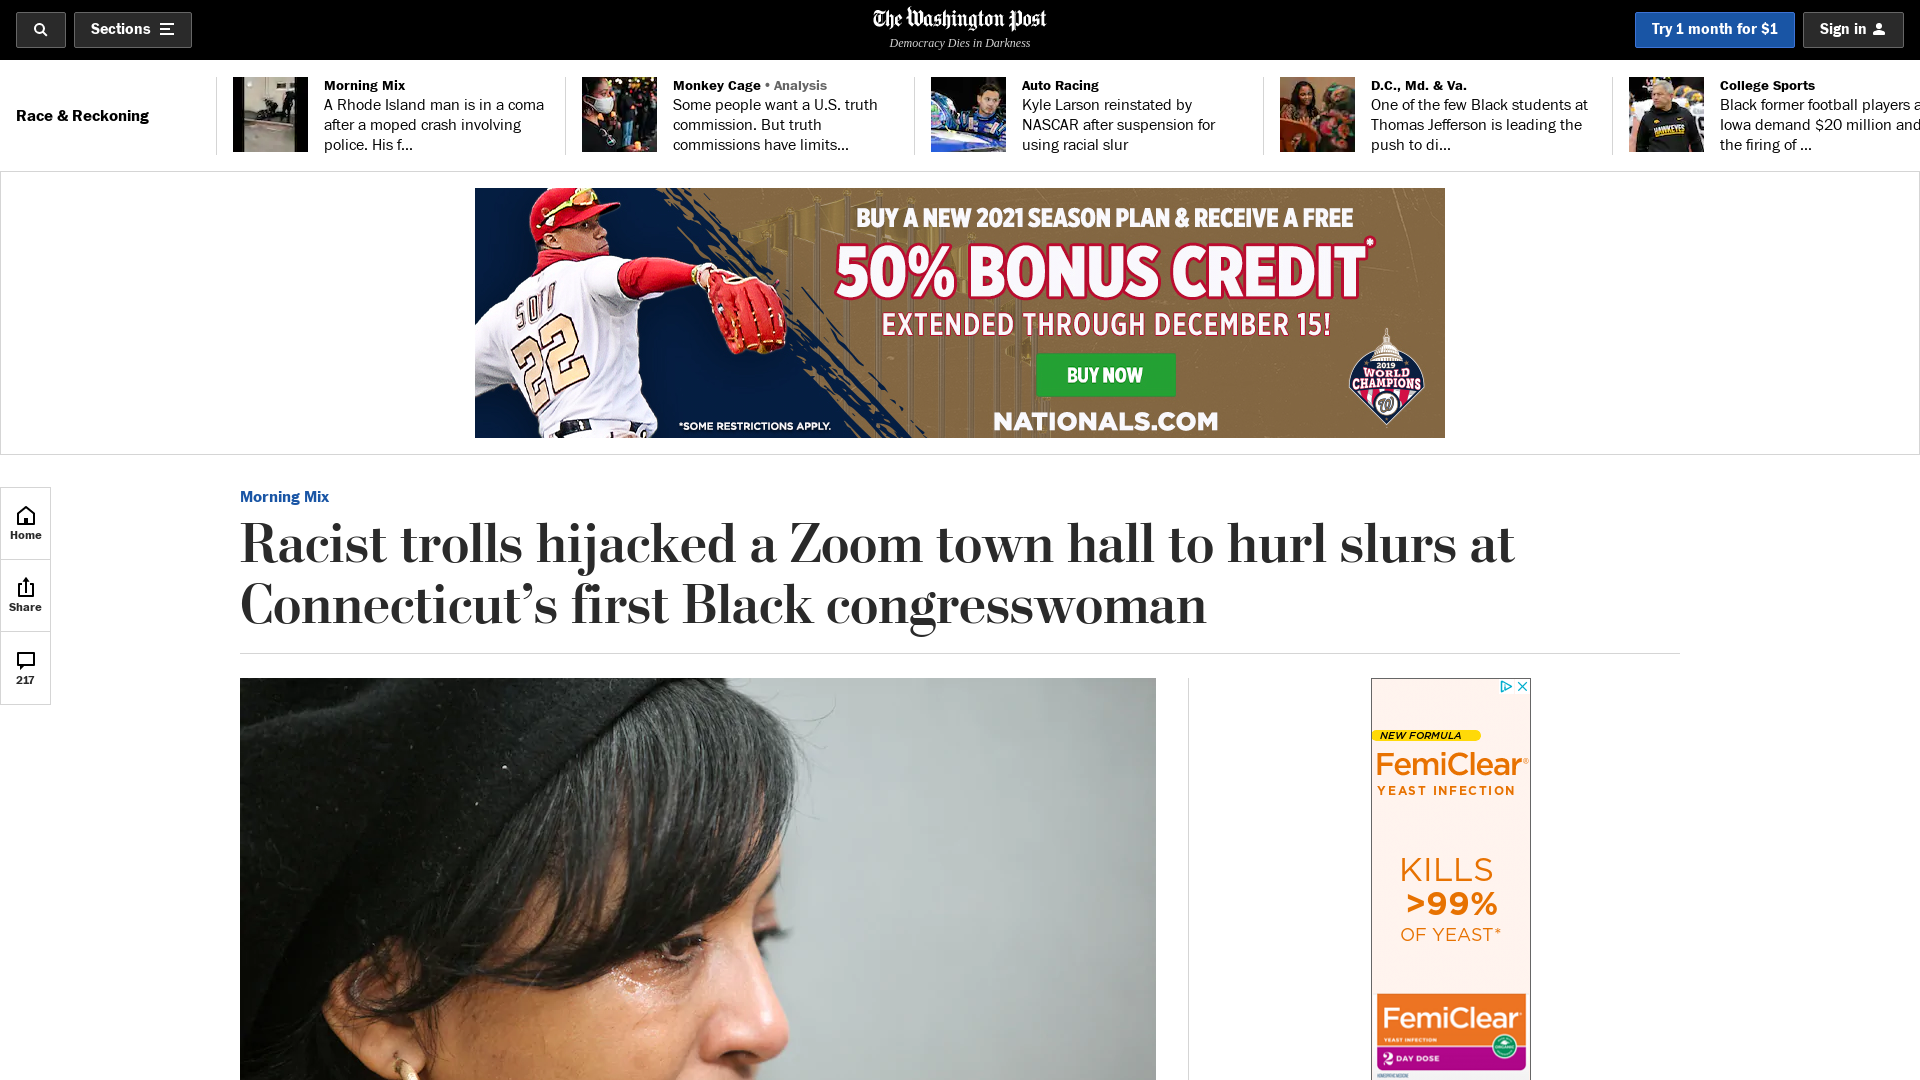 Sections
The Washington Post
Democracy Dies in Darkness
Try 1 month for $1
Sign in
Race & Reckoning
Morning Mix
A Rhode Island man is in a coma
after a moped crash involving
police. His f...
Monkey Cage • Analysis
Some people want a U.S. truth
commission. But truth
commissions have limits...
Auto Racing
Kyle Larson reinstated by
NASCAR after suspension for
using racial slur
D.C., Md. & Va.
One of the few Black students at
Thomas Jefferson is leading the
push to di...
College Sports
Black former football players a
Iowa demand $20 million and
the firing of ...
BUY A NEW 2021 SEASON PLAN & RECEIVE A FREE
50% BONUS CREDIT*
EXTENDED THROUGH DECEMBER 15!
BUY NOW
NATIONALS.COM
*SOME RESTRICTIONS APPLY.
SOTO
22
2019
WORLD
CHAMPIONS
W
HAWKEYES
Home
Share
217
Morning Mix
Racist trolls hijacked a Zoom town hall to hurl slurs at
Connecticut’s first Black congresswoman
NEW FORMULA
FemiClear®
YEAST INFECTION
KILLS
>99%
OF YEAST*
FemiClear
YEAST INFECTION
2 DAY DOSE
ORGANIC